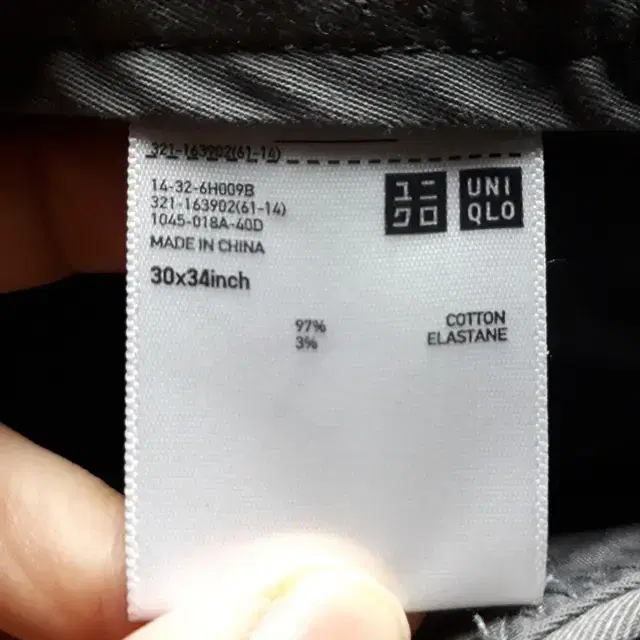 321-163902(61-14)
14-32-6H009B
321-163902(61-14)
1045-018A-40D
MADE IN CHINA
30x34inch
ユニ
クロ
UNI
QLO
97% COTTON
3% ELASTANE